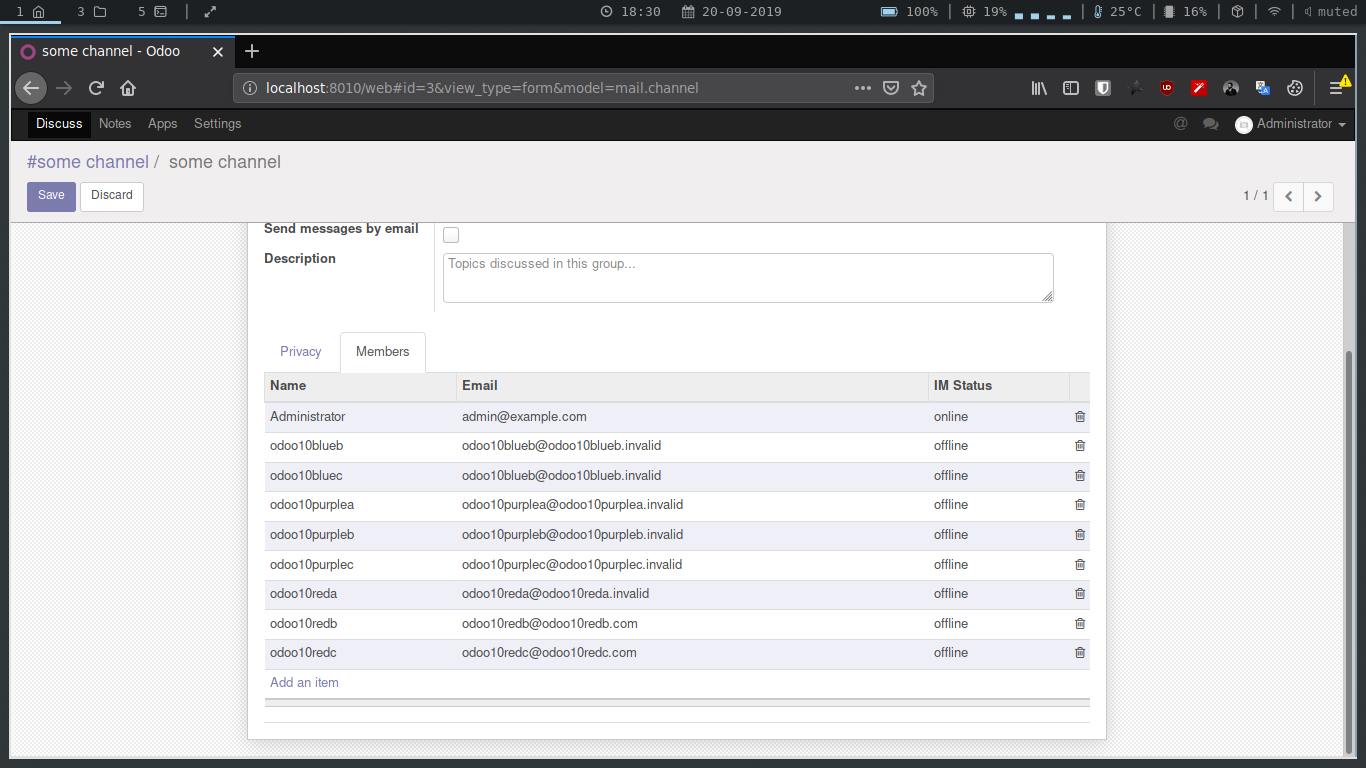 1 3 5 18:30 20-09-2019 100% 19% 25°C 16% muted
some channel - Odoo
localhost:8010/web#id=3&view_type=form&model=mail.channel
Discuss Notes Apps Settings @ Administrator
#some channel / some channel
Save Discard 1 / 1
Send messages by email
Description Topics discussed in this group...
Privacy Members
Name Email IM Status
Administrator admin@example.com online
odoo10blueb odoo10blueb@odoo10blueb.invalid offline
odoo10bluec odoo10blueb@odoo10blueb.invalid offline
odoo10purplea odoo10purplea@odoo10purplea.invalid offline
odoo10purpleb odoo10purpleb@odoo10purpleb.invalid offline
odoo10purplec odoo10purplec@odoo10purplec.invalid offline
odoo10reda odoo10reda@odoo10reda.invalid offline
odoo10redb odoo10redb@odoo10redb.com offline
odoo10redc odoo10redc@odoo10redc.com offline
Add an item